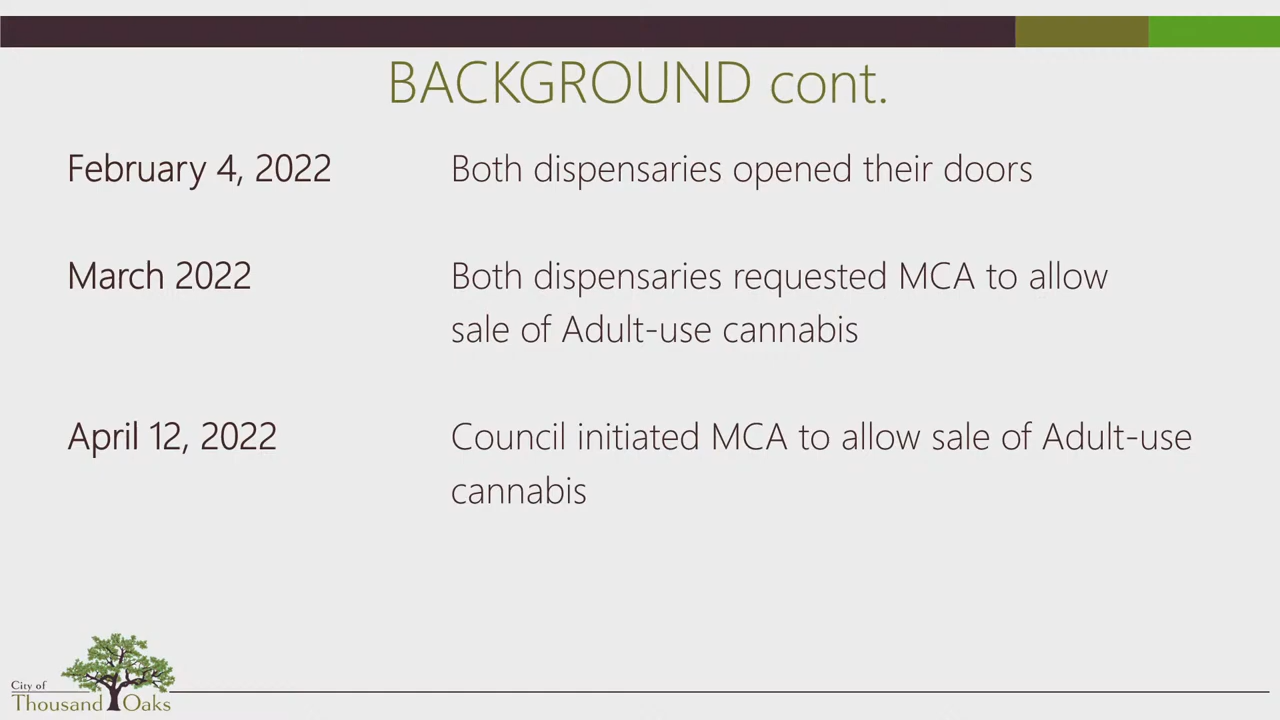 BACKGROUND cont.
February 4, 2022 Both dispensaries opened their doors
March 2022 Both dispensaries requested MCA to allow
sale of Adult-use cannabis
April 12, 2022 Council initiated MCA to allow sale of Adult-use
cannabis
City of
Thousand Oaks